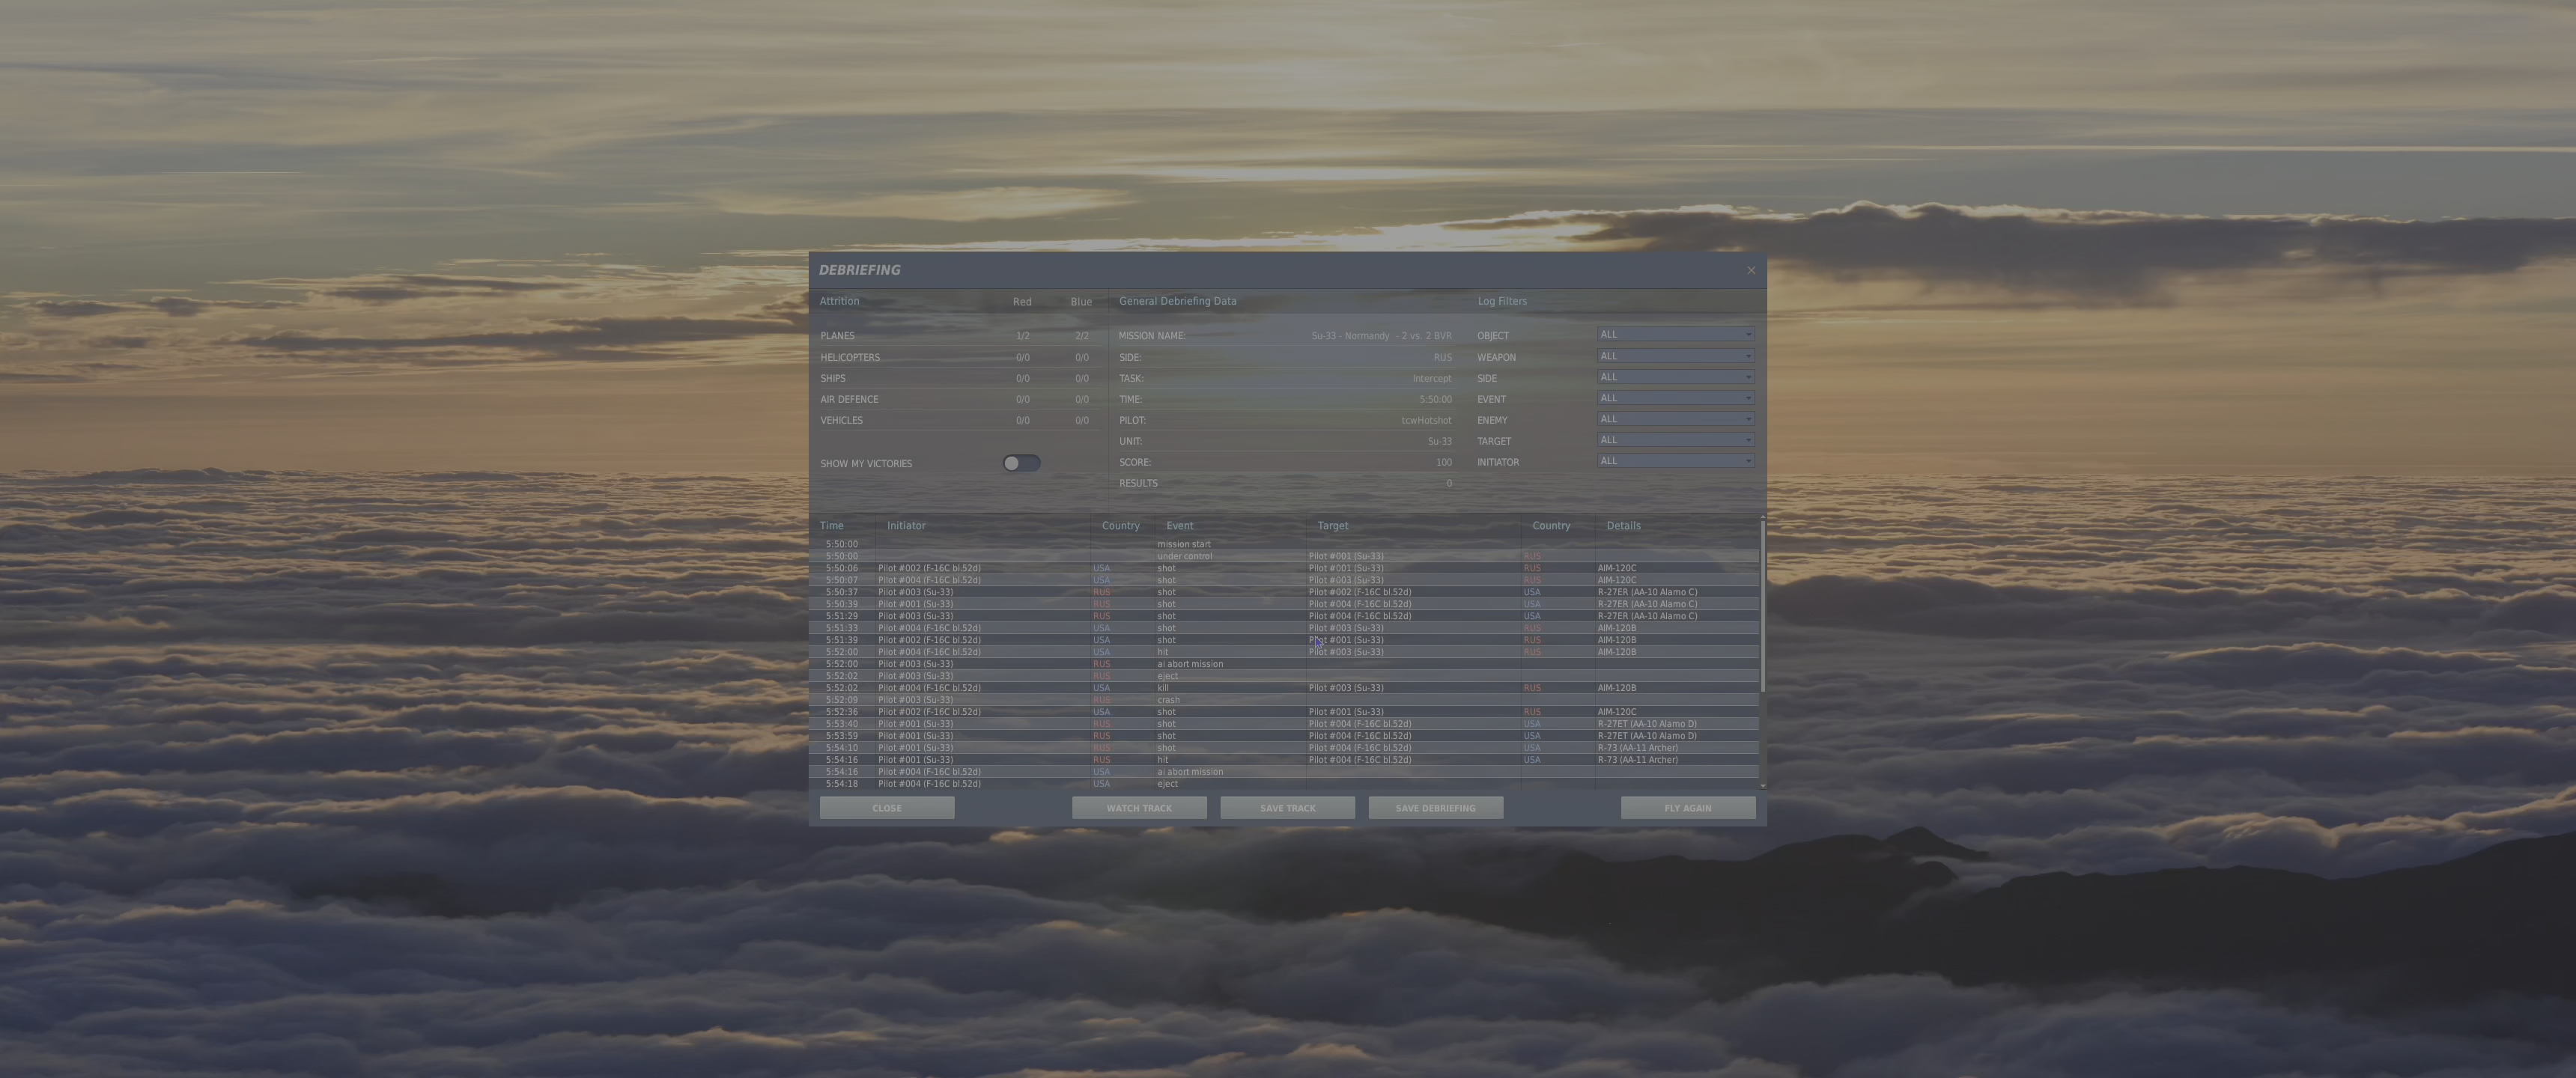 DEBRIEFING ×
Attrition Red Blue General Debriefing Data Log Filters
PLANES 1/2 2/2 MISSION NAME: Su-33 - Normandy - 2 vs. 2 BVR OBJECT ALL
HELICOPTERS 0/0 0/0 SIDE: RUS WEAPON ALL
SHIPS 0/0 0/0 TASK: Intercept SIDE ALL
AIR DEFENCE 0/0 0/0 TIME: 5:50:00 EVENT ALL
VEHICLES 0/0 0/0 PILOT: tcwHotshot ENEMY ALL
UNIT: Su-33 TARGET ALL
SHOW MY VICTORIES SCORE: 100 INITIATOR ALL
RESULTS 0
Time Initiator Country Event Target Country Details
5:50:00 mission start
5:50:00 under control Pilot #001 (Su-33) RUS
5:50:06 Pilot #002 (F-16C bl.52d) USA shot Pilot #001 (Su-33) RUS AIM-120C
5:50:07 Pilot #004 (F-16C bl.52d) USA shot Pilot #003 (Su-33) RUS AIM-120C
5:50:37 Pilot #003 (Su-33) RUS shot Pilot #002 (F-16C bl.52d) USA R-27ER (AA-10 Alamo C)
5:50:39 Pilot #001 (Su-33) RUS shot Pilot #004 (F-16C bl.52d) USA R-27ER (AA-10 Alamo C)
5:51:29 Pilot #003 (Su-33) RUS shot Pilot #004 (F-16C bl.52d) USA R-27ER (AA-10 Alamo C)
5:51:33 Pilot #004 (F-16C bl.52d) USA shot Pilot #003 (Su-33) RUS AIM-120B
5:51:39 Pilot #002 (F-16C bl.52d) USA shot Pilot #001 (Su-33) RUS AIM-120B
5:52:00 Pilot #004 (F-16C bl.52d) USA hit Pilot #003 (Su-33) RUS AIM-120B
5:52:00 Pilot #003 (Su-33) RUS ai abort mission
5:52:02 Pilot #003 (Su-33) RUS eject
5:52:02 Pilot #004 (F-16C bl.52d) USA kill Pilot #003 (Su-33) RUS AIM-120B
5:52:09 Pilot #003 (Su-33) RUS crash
5:52:36 Pilot #002 (F-16C bl.52d) USA shot Pilot #001 (Su-33) RUS AIM-120C
5:53:40 Pilot #001 (Su-33) RUS shot Pilot #004 (F-16C bl.52d) USA R-27ET (AA-10 Alamo D)
5:53:59 Pilot #001 (Su-33) RUS shot Pilot #004 (F-16C bl.52d) USA R-27ET (AA-10 Alamo D)
5:54:10 Pilot #001 (Su-33) RUS shot Pilot #004 (F-16C bl.52d) USA R-73 (AA-11 Archer)
5:54:16 Pilot #001 (Su-33) RUS hit Pilot #004 (F-16C bl.52d) USA R-73 (AA-11 Archer)
5:54:16 Pilot #004 (F-16C bl.52d) USA ai abort mission
5:54:18 Pilot #004 (F-16C bl.52d) USA eject
CLOSE WATCH TRACK SAVE TRACK SAVE DEBRIEFING FLY AGAIN